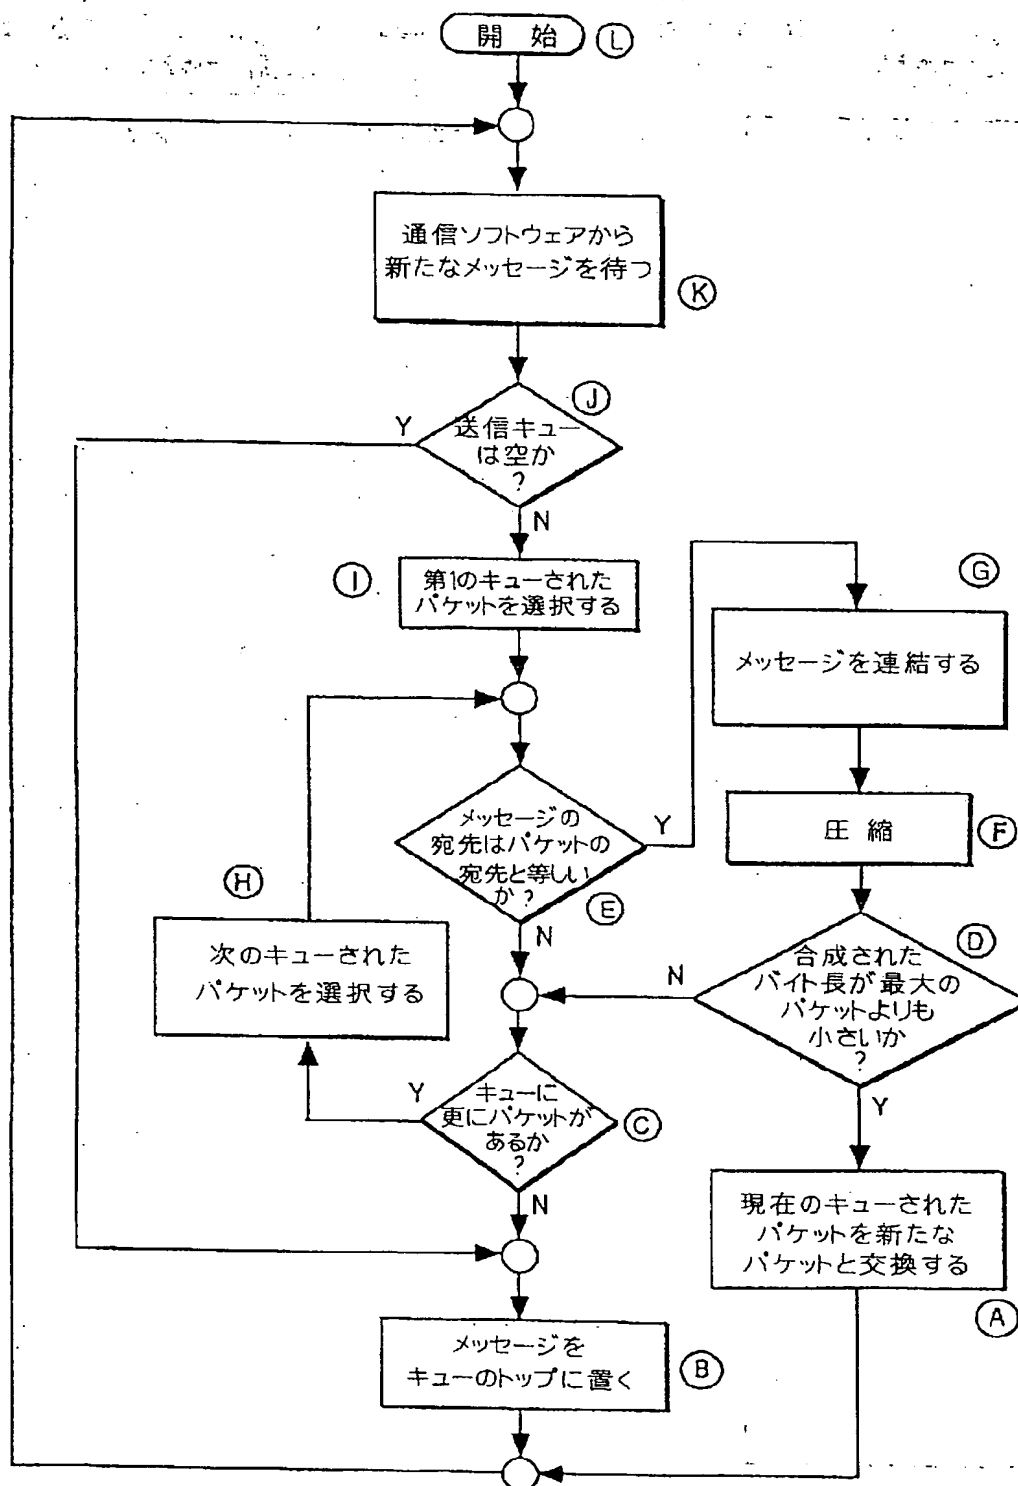 開 始 L
通信ソフトウェアから
新たなメッセージを待つ
K
J
Y
送信キュー
は空か
?
N
I
第1のキューされた
パケットを選択する
G
メッセージを連結する
メッセージの
宛先はパケットの
宛先と等しい
か?
Y
E
N
圧 縮
F
H
次のキューされた
パケットを選択する
D
合成された
バイト長が最大の
パケットよりも
小さいか
?
N
Y
キューに
更にパケットが
あるか
?
Y
C
N
現在のキューされた
パケットを新たな
パケットと交換する
A
メッセージを
キューのトップに置く
B